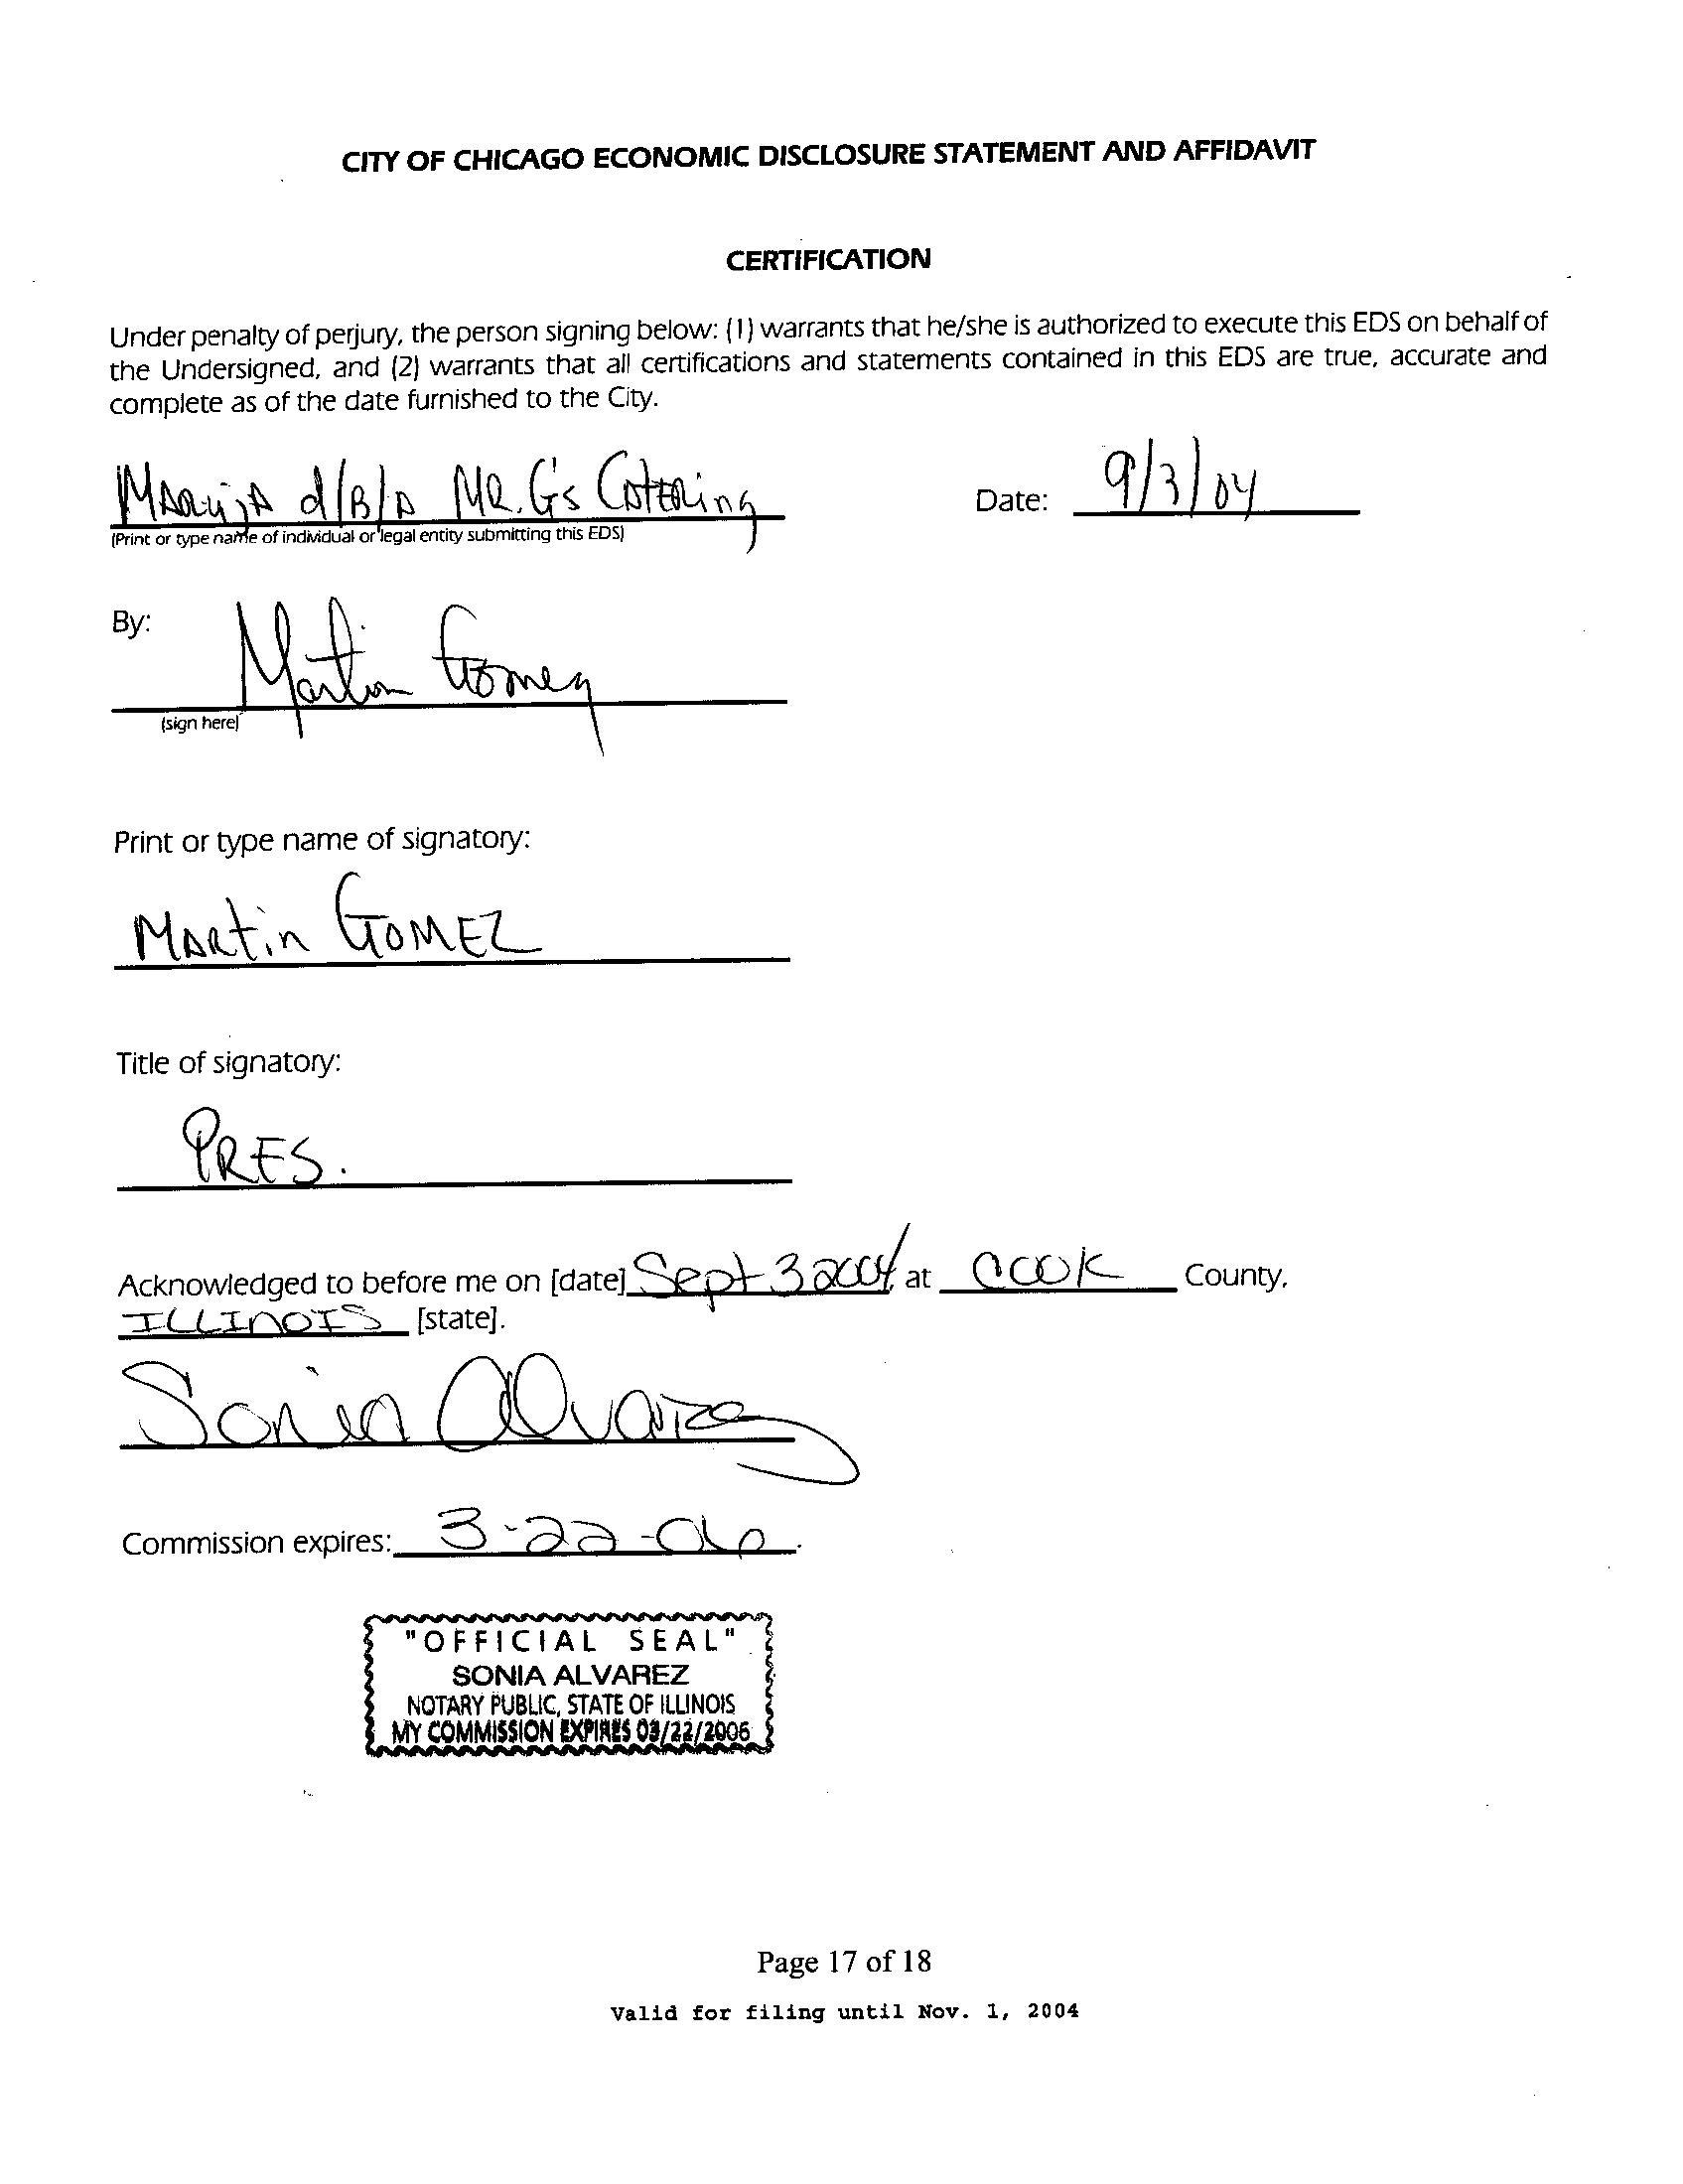 CITY OF CHICAGO ECONOMIC DISCLOSURE STATEMENT AND AFFIDAVIT
CERTIFICATION
Under penalty of perjury, the person signing below: (1) warrants that he/she is authorized to execute this EDS on behalf of
the Undersigned, and (2) warrants that all certifications and statements contained in this EDS are true, accurate and
complete as of the date furnished to the City.
d/B/A MR. G's Catering Date: 9/3/04
(Print or type name of individual or legal entity submitting this EDS)
By: Martin Gomez
(sign here)
Print or type name of signatory:
Martin GOMEZ
Title of signatory:
PRES.
Acknowledged to before me on [date] Sept 3 2004, at COOK County,
ILLINOIS [state].
Sonia Alvarez
Commission expires: 3-22-06.
"OFFICIAL SEAL"
SONIA ALVAREZ
NOTARY PUBLIC, STATE OF ILLINOIS
MY COMMISSION EXPIRES 03/22/2006
Page 17 of 18
Valid for filing until Nov. 1, 2004